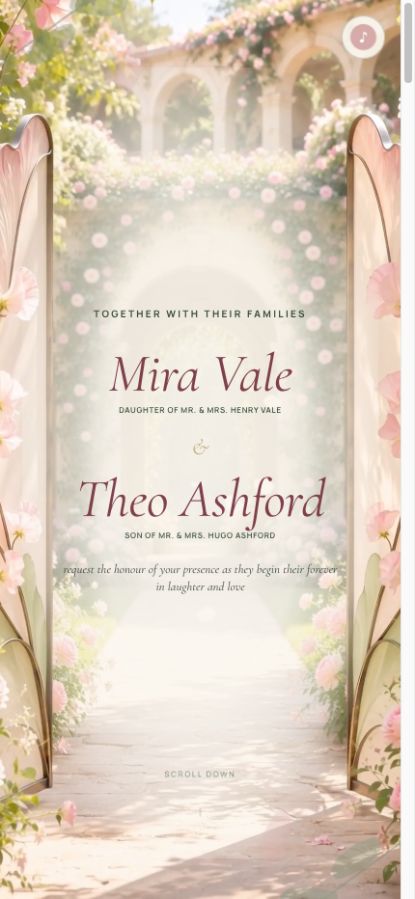 TOGETHER WITH THEIR FAMILIES
Mira Vale
DAUGHTER OF MR. & MRS. HENRY VALE
&
Theo Ashford
SON OF MR. & MRS. HUGO ASHFORD
request the honour of your presence as they begin their forever
in laughter and love
SCROLL DOWN